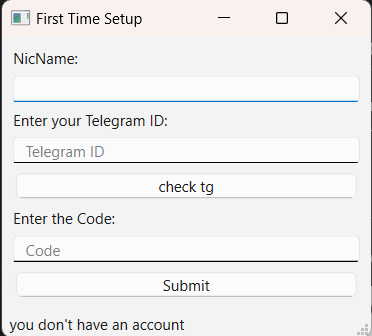 First Time Setup
NicName:
Enter your Telegram ID:
Telegram ID
check tg
Enter the Code:
Code
Submit
you don't have an account